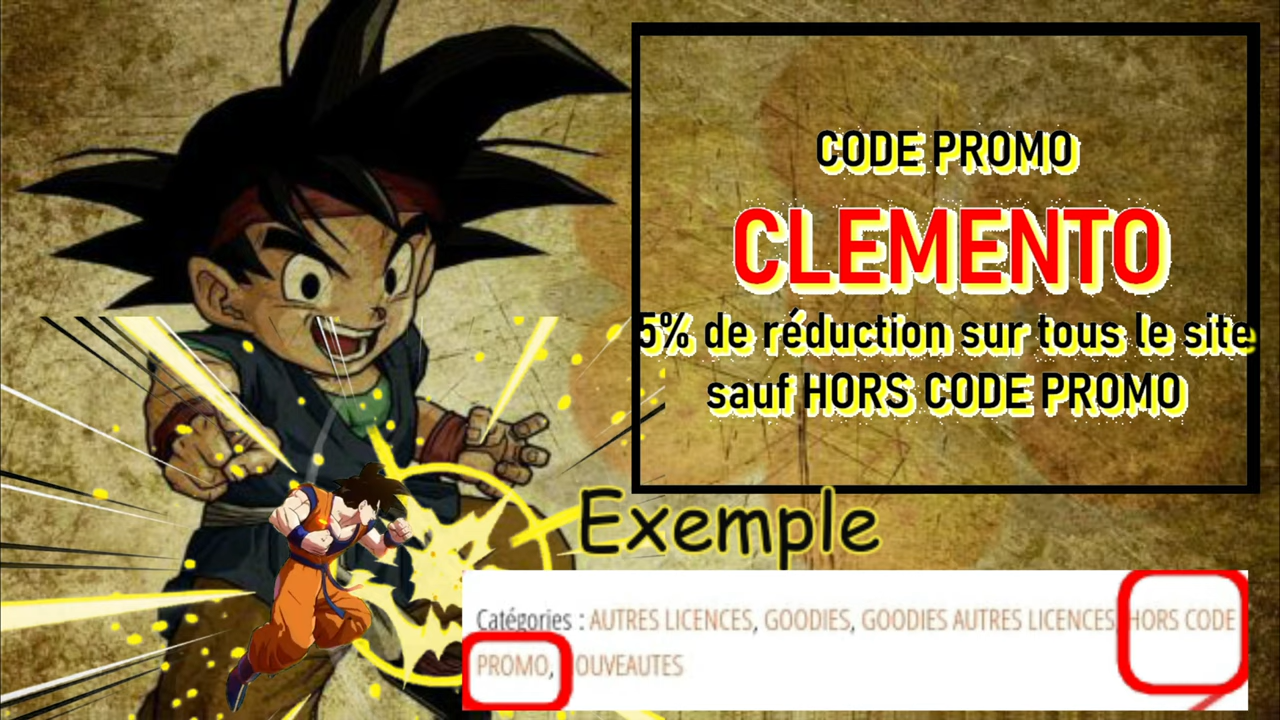 CODE PROMO
CLEMENTO
5% de réduction sur tous le site
sauf HORS CODE PROMO
Exemple
Catégories : AUTRES LICENCES, GOODIES, GOODIES AUTRES LICENCES, HORS CODE
PROMO, OUVEAUTES